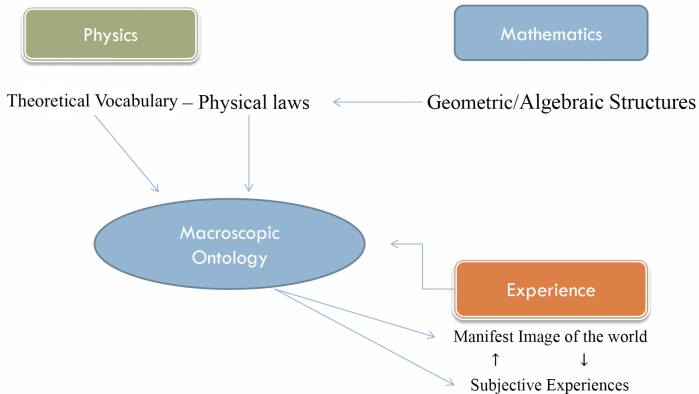 Physics
Mathematics
Theoretical Vocabulary – Physical laws
Geometric/Algebraic Structures
Macroscopic
Ontology
Experience
Manifest Image of the world
↑ ↓
Subjective Experiences